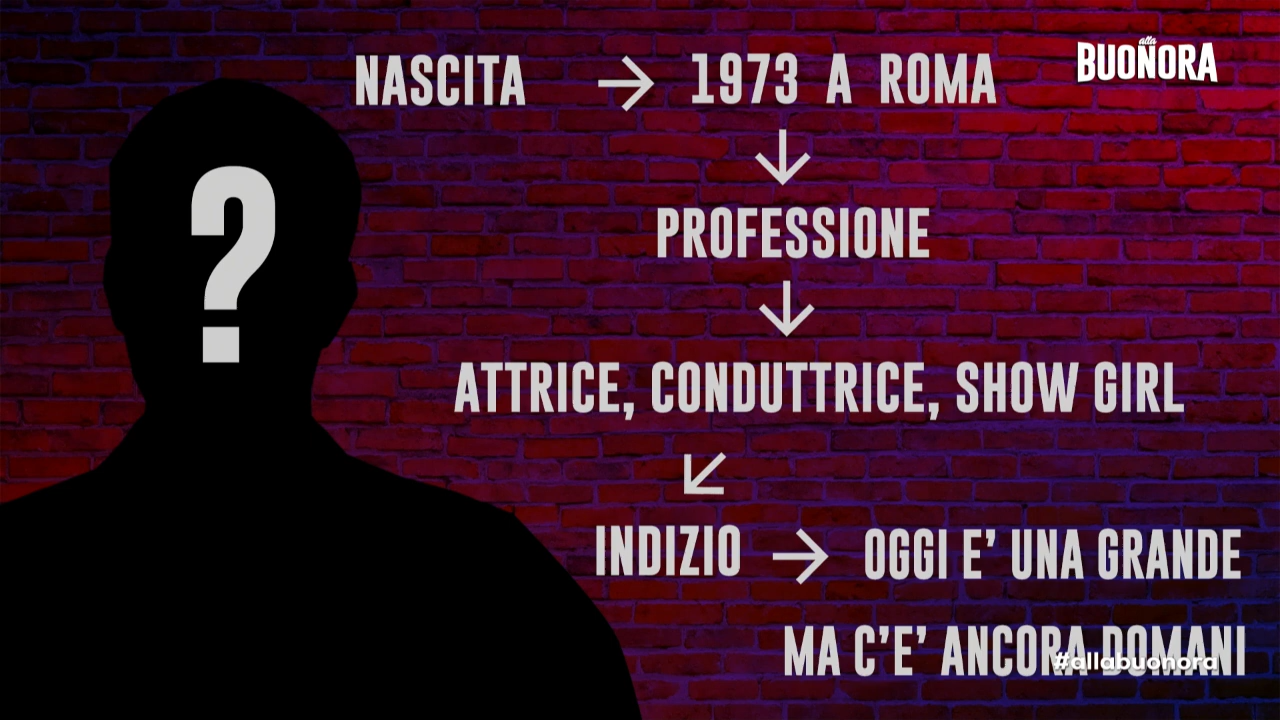 alla
BUONORA
NASCITA → 1973 A ROMA
↓
PROFESSIONE
↓
?
ATTRICE, CONDUTTRICE, SHOW GIRL
↙
INDIZIO → OGGI E’ UNA GRANDE
MA C’E’ ANCORA DOMANI
#allabuonora